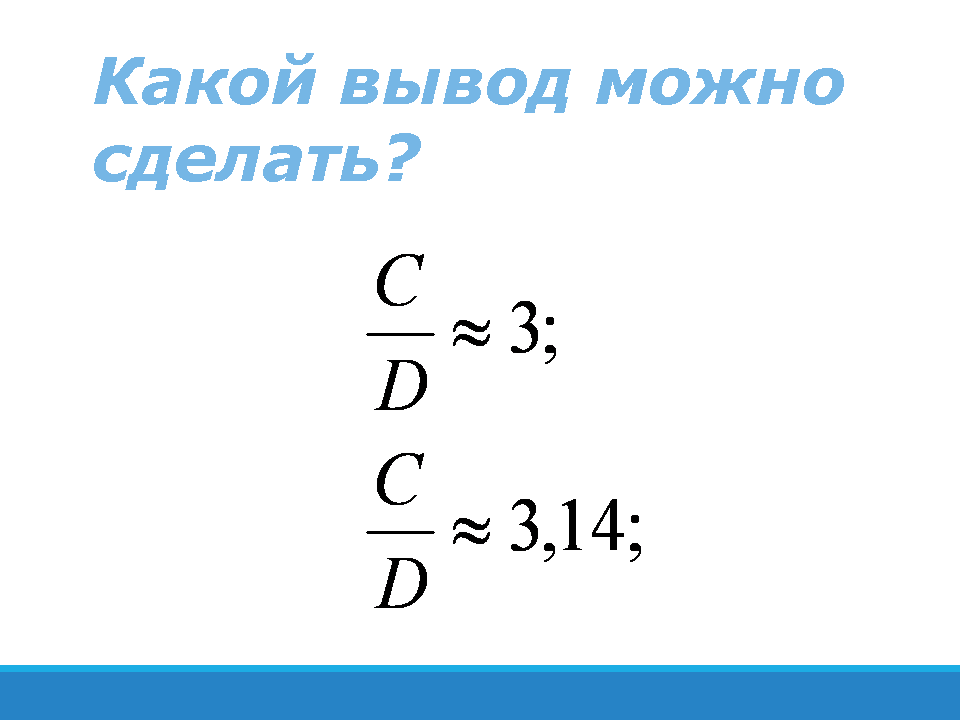 Какой вывод можно
сделать?
C/D ≈ 3;
C/D ≈ 3,14;